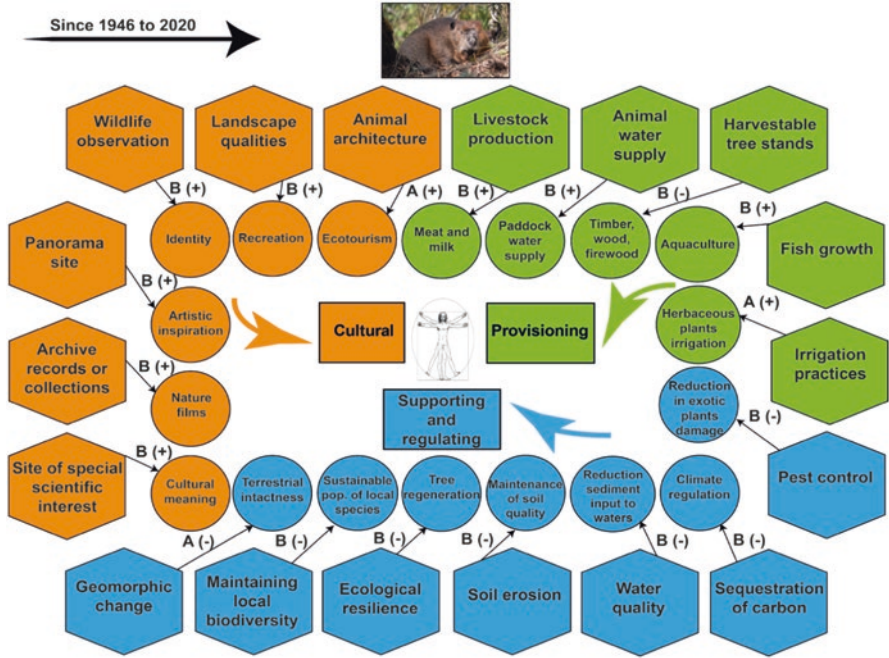 Since 1946 to 2020
Wildlife
observation
Landscape
qualities
Animal
architecture
Livestock
production
Animal
water
supply
Harvestable
tree stands
B (+)
B (+)
A (+)
B (+)
B (+)
B (-)
B (+)
Panorama
site
Identity
Recreation
Ecotourism
Meat and
milk
Paddock
water
supply
Timber,
wood,
firewood
Aquaculture
Fish growth
B (+)
Artistic
inspiration
Cultural
Provisioning
Herbaceous
plants
irrigation
A (+)
Archive
records or
collections
B (+)
Nature
films
Supporting
and
regulating
Reduction
in exotic
plants
damage
Irrigation
practices
B (-)
Site of special
scientific
interest
B (+)
Cultural
meaning
Terrestrial
intactness
Sustainable
pop. of local
species
Tree
regeneration
Maintenance
of soil
quality
Reduction
sediment
input to
waters
Climate
regulation
Pest control
A (-)
B (-)
B (-)
B (-)
B (-)
B (-)
Geomorphic
change
Maintaining
local
biodiversity
Ecological
resilience
Soil erosion
Water
quality
Sequestration
of carbon